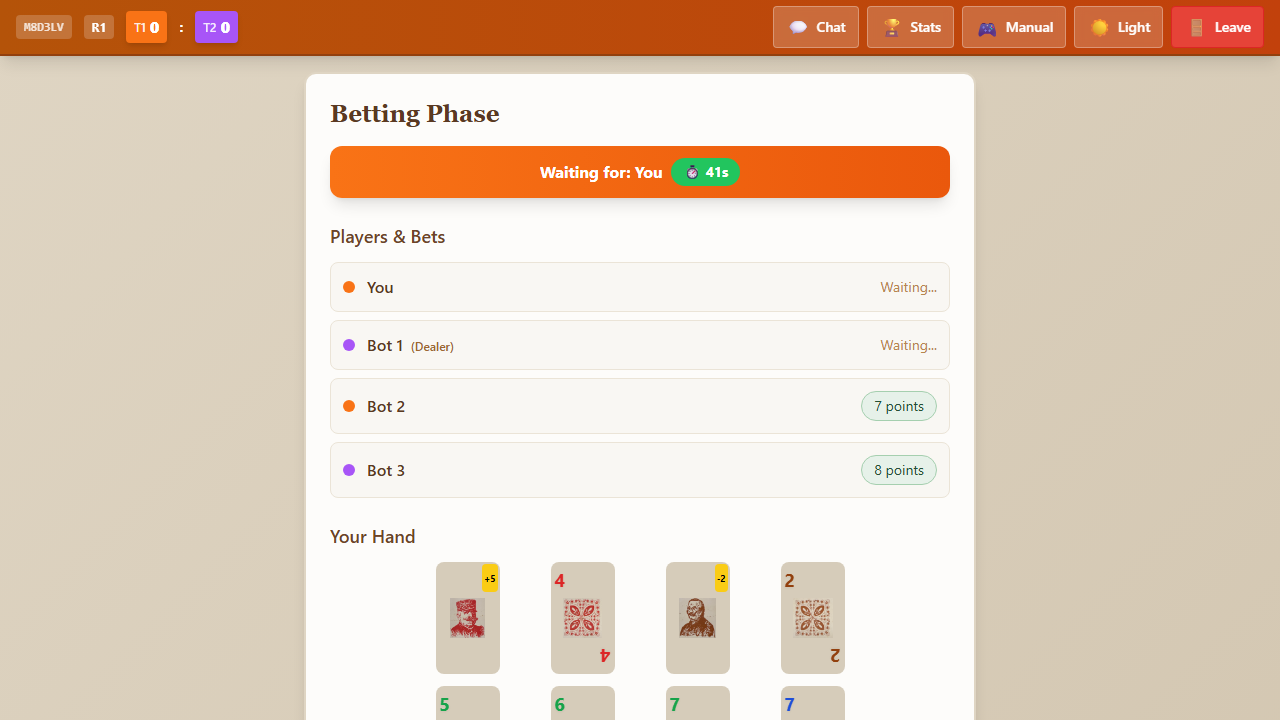 M8D3LV R1 T1 0 : T2 0 Chat Stats Manual Light Leave
Betting Phase
Waiting for: You 41s
Players & Bets
You Waiting...
Bot 1 (Dealer) Waiting...
Bot 2 7 points
Bot 3 8 points
Your Hand
+5 4 -2 2
4 2
5 6 7 7